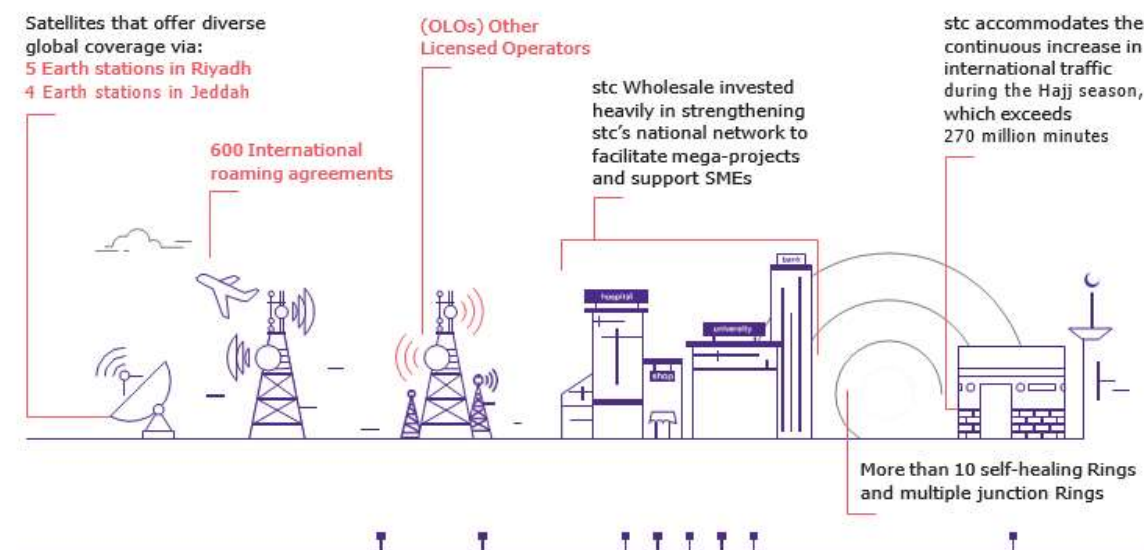 Satellites that offer diverse
global coverage via:
5 Earth stations in Riyadh
4 Earth stations in Jeddah
600 International
roaming agreements
(OLOs) Other
Licensed Operators
stc Wholesale invested
heavily in strengthening
stc's national network to
facilitate mega-projects
and support SMEs
stc accommodates the
continuous increase in
international traffic
during the Hajj season,
which exceeds
270 million minutes
bank
hospital
university
shop
More than 10 self-healing Rings
and multiple junction Rings